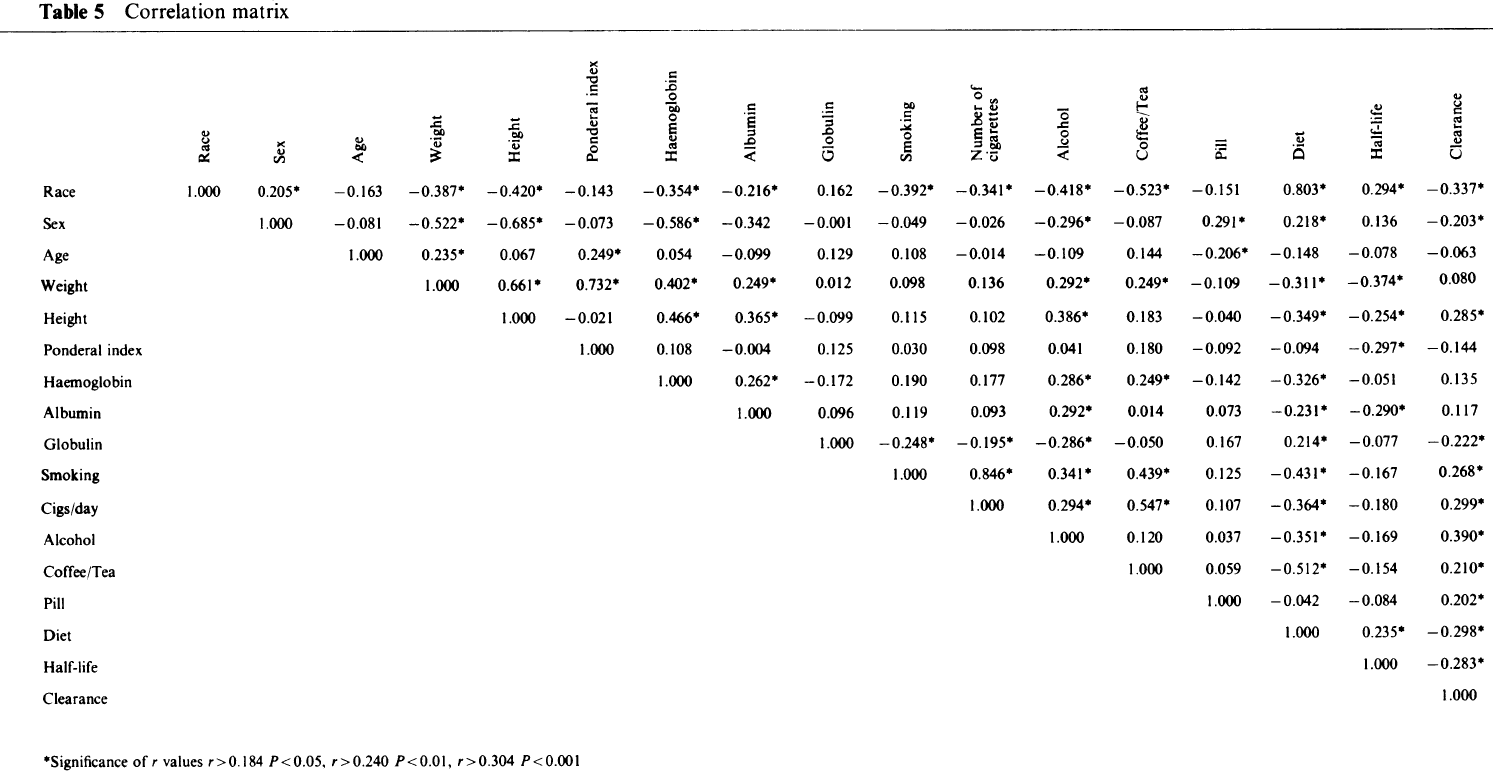 Table 5 Correlation matrix
Race Sex Age Weight Height Ponderal index Haemoglobin Albumin Globulin Smoking Number of cigarettes Alcohol Coffee/Tea Pill Diet Half-life Clearance
Race 1.000 0.205* −0.163 −0.387* −0.420* −0.143 −0.354* −0.216* 0.162 −0.392* −0.341* −0.418* −0.523* −0.151 0.803* 0.294* −0.337*
Sex 1.000 −0.081 −0.522* −0.685* −0.073 −0.586* −0.342 −0.001 −0.049 −0.026 −0.296* −0.087 0.291* 0.218* 0.136 −0.203*
Age 1.000 0.235* 0.067 0.249* 0.054 −0.099 0.129 0.108 −0.014 −0.109 0.144 −0.206* −0.148 −0.078 −0.063
Weight 1.000 0.661* 0.732* 0.402* 0.249* 0.012 0.098 0.136 0.292* 0.249* −0.109 −0.311* −0.374* 0.080
Height 1.000 −0.021 0.466* 0.365* −0.099 0.115 0.102 0.386* 0.183 −0.040 −0.349* −0.254* 0.285*
Ponderal index 1.000 0.108 −0.004 0.125 0.030 0.098 0.041 0.180 −0.092 −0.094 −0.297* −0.144
Haemoglobin 1.000 0.262* −0.172 0.190 0.177 0.286* 0.249* −0.142 −0.326* −0.051 0.135
Albumin 1.000 0.096 0.119 0.093 0.292* 0.014 0.073 −0.231* −0.290* 0.117
Globulin 1.000 −0.248* −0.195* −0.286* −0.050 0.167 0.214* −0.077 −0.222*
Smoking 1.000 0.846* 0.341* 0.439* 0.125 −0.431* −0.167 0.268*
Cigs/day 1.000 0.294* 0.547* 0.107 −0.364* −0.180 0.299*
Alcohol 1.000 0.120 0.037 −0.351* −0.169 0.390*
Coffee/Tea 1.000 0.059 −0.512* −0.154 0.210*
Pill 1.000 −0.042 −0.084 0.202*
Diet 1.000 0.235* −0.298*
Half-life 1.000 −0.283*
Clearance 1.000
*Significance of r values r>0.184 P<0.05, r>0.240 P<0.01, r>0.304 P<0.001